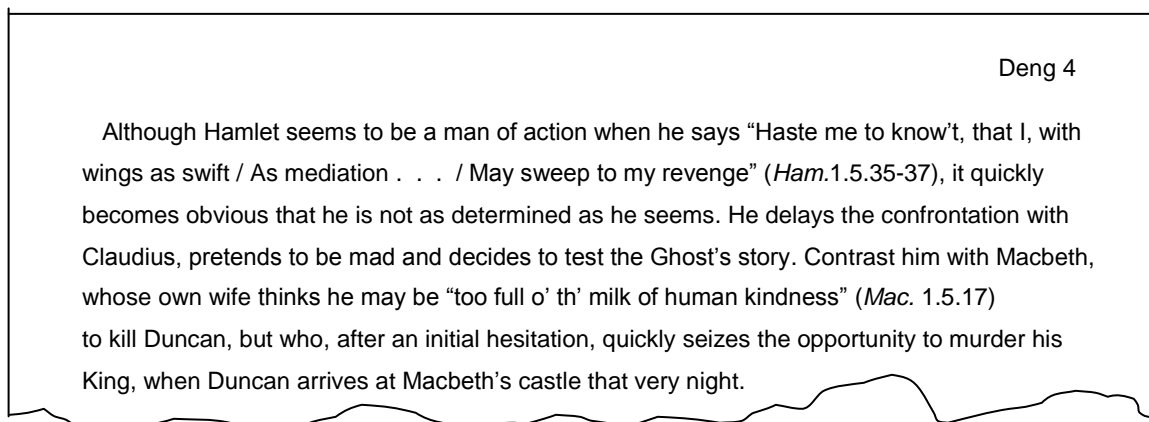 Deng 4
Although Hamlet seems to be a man of action when he says “Haste me to know’t, that I, with
wings as swift / As mediation . . . / May sweep to my revenge” (Ham.1.5.35-37), it quickly
becomes obvious that he is not as determined as he seems. He delays the confrontation with
Claudius, pretends to be mad and decides to test the Ghost’s story. Contrast him with Macbeth,
whose own wife thinks he may be “too full o’ th’ milk of human kindness” (Mac. 1.5.17)
to kill Duncan, but who, after an initial hesitation, quickly seizes the opportunity to murder his
King, when Duncan arrives at Macbeth’s castle that very night.